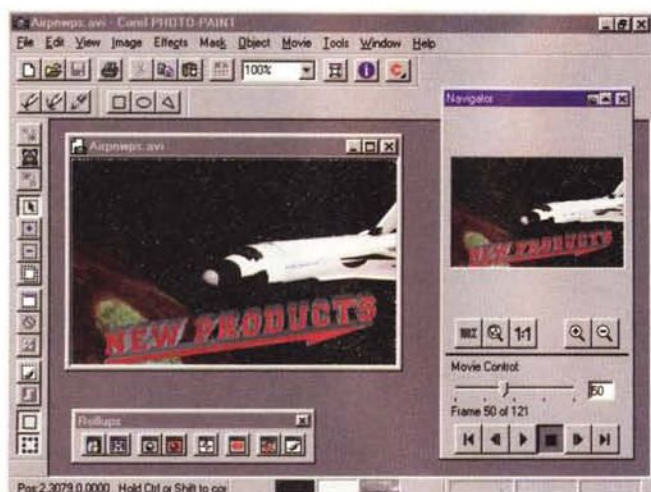 Airpnwps.avi - Corel PHOTO-PAINT
File Edit View Image Effects Mask Object Movie Tools Window Help
100%
Navigator
Airpnwps.avi
NEW PRODUCTS
NEW PRODUCTS
1:1
Movie Control:
50
Frame 50 of 121
Rollups
Pos:2.3079,0.0000 Hold Ctrl or Shift to con